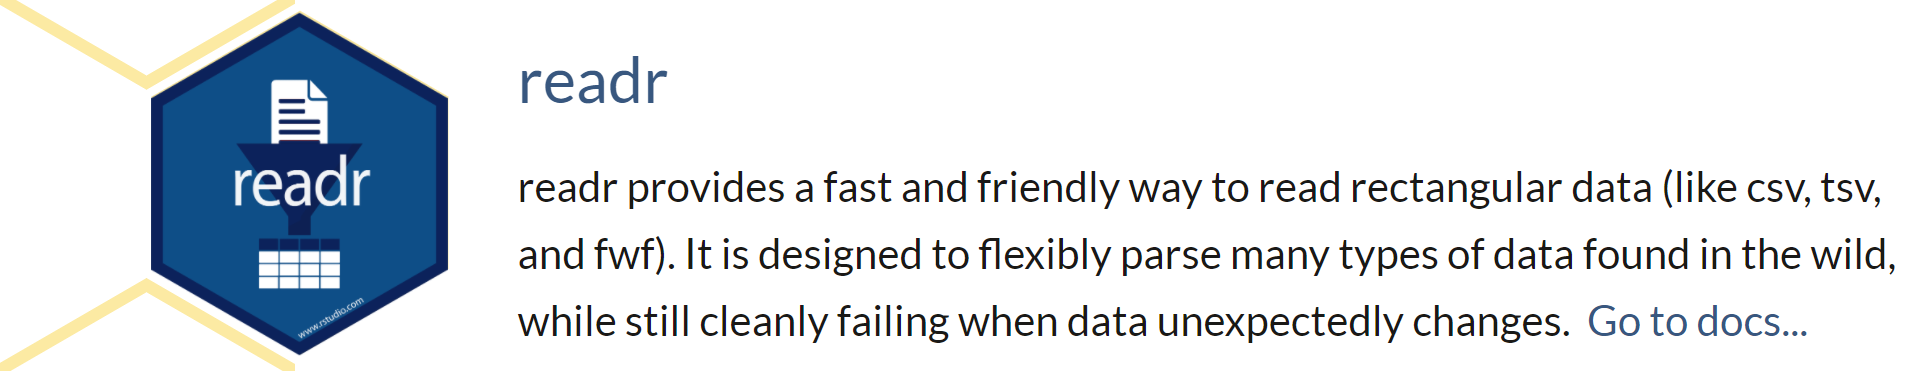 readr
www.rstudio.com
readr
readr provides a fast and friendly way to read rectangular data (like csv, tsv,
and fwf). It is designed to flexibly parse many types of data found in the wild,
while still cleanly failing when data unexpectedly changes. Go to docs...